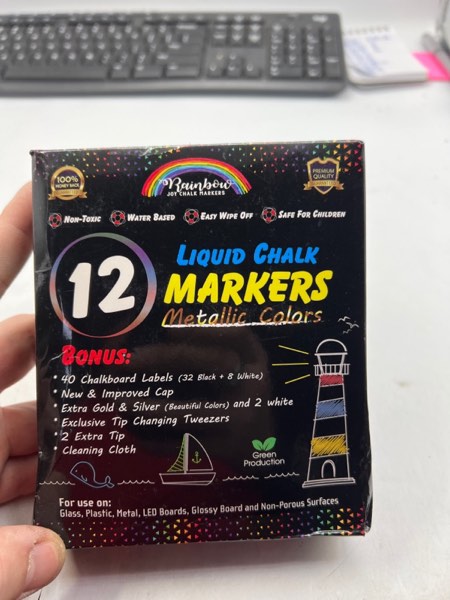 100%
MONEY BACK
Rainbow
JOY CHALK MARKERS
PREMIUM
QUALITY
Non-Toxic Water Based Easy Wipe Off Safe For Children
12
Liquid Chalk
MARKERS
Metallic Colors
Bonus:
• 40 Chalkboard Labels (32 Black + 8 White)
• New & Improved Cap
• Extra Gold & Silver (Beautiful Colors) and 2 white
• Exclusive Tip Changing Tweezers
• 2 Extra Tip
• Cleaning Cloth
Green
Production
For use on:
Glass, Plastic, Metal, LED Boards, Glossy Board and Non-Porous Surfaces